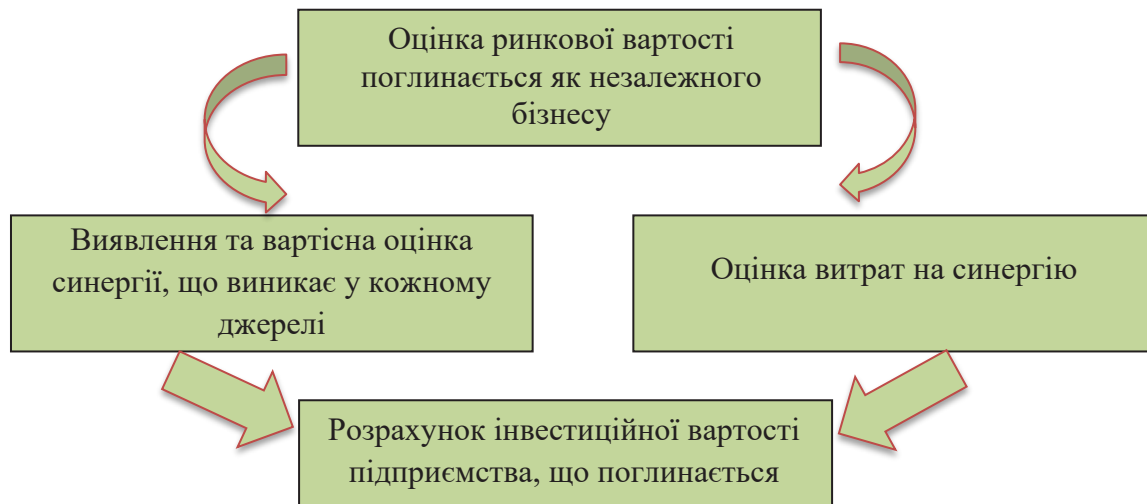 Оцінка ринкової вартості
поглинається як незалежного
бізнесу
Виявлення та вартісна оцінка
синергії, що виникає у кожному
джерелі
Оцінка витрат на синергію
Розрахунок інвестиційної вартості
підприємства, що поглинається